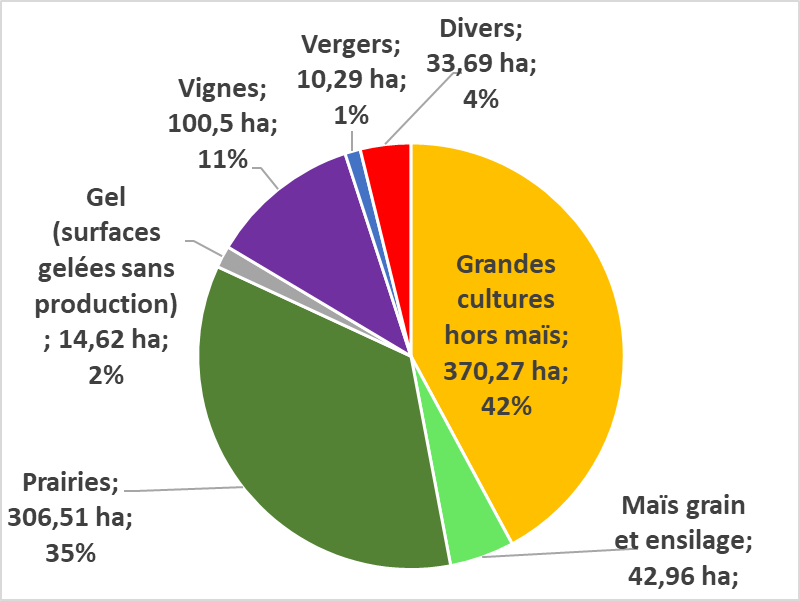 Divers;
33,69 ha;
4%
Vergers;
10,29 ha;
1%
Vignes;
100,5 ha;
11%
Gel
(surfaces
gelées sans
production)
; 14,62 ha;
2%
Grandes
cultures
hors maïs;
370,27 ha;
42%
Prairies;
306,51 ha;
35%
Maïs grain
et ensilage;
42,96 ha;